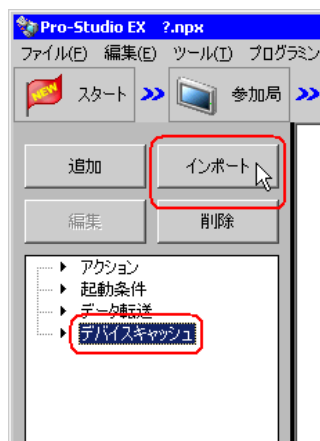 Pro-Studio EX ?.npx
ファイル(F) 編集(E) ツール(T) プログラミン
NEW スタート >> 参加局 >>
追加 インポート
編集 削除
アクション
起動条件
データ転送
デバイスキャッシュ